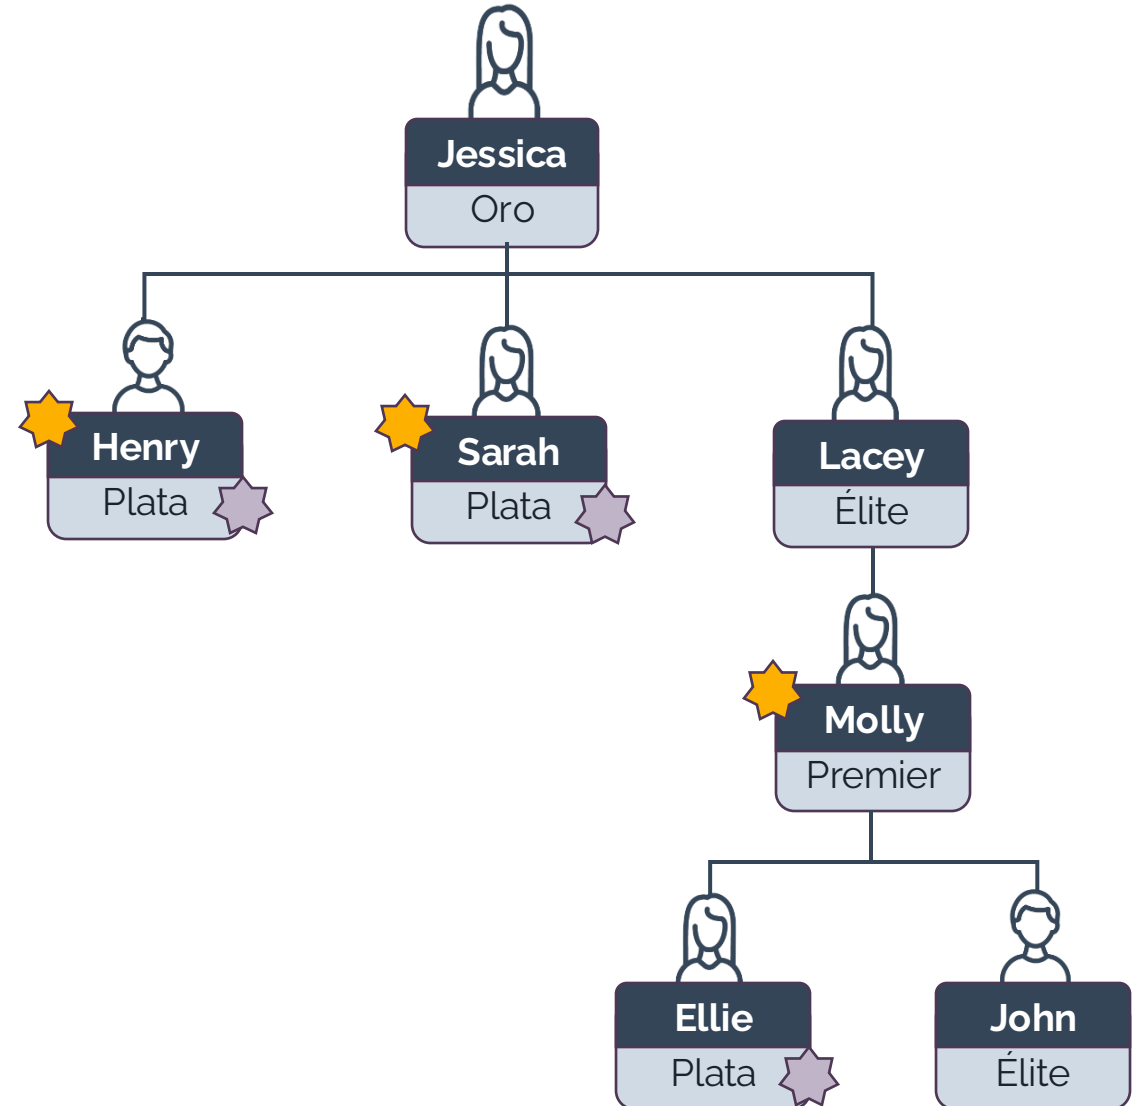 Jessica
Oro
Henry
Plata
Sarah
Plata
Lacey
Élite
Molly
Premier
Ellie
Plata
John
Élite